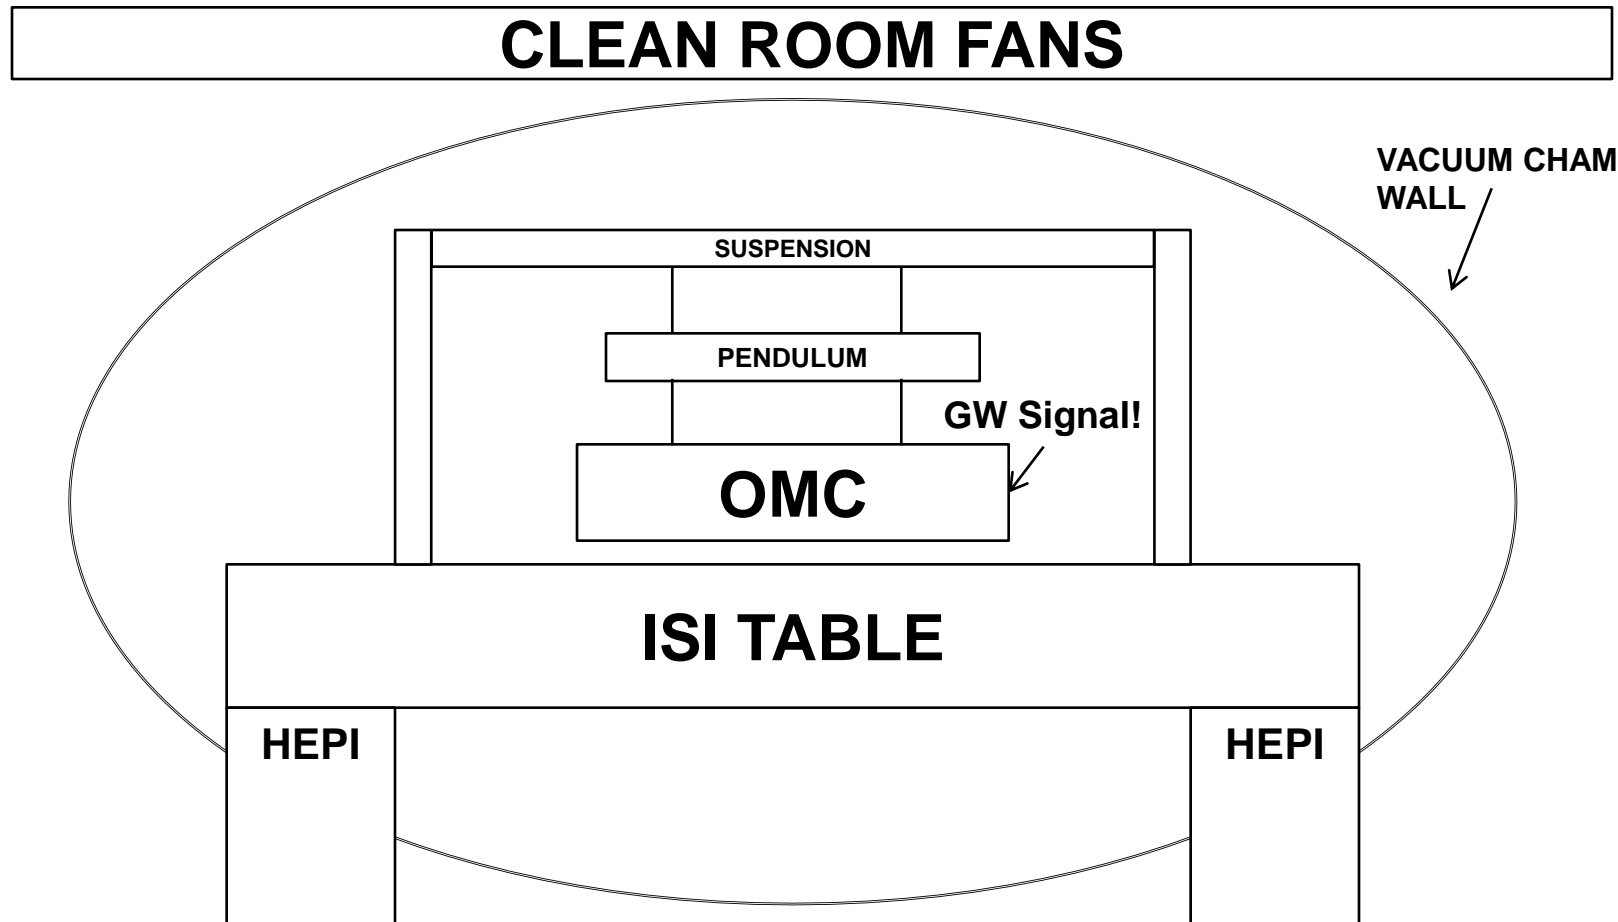 CLEAN ROOM FANS
VACUUM CHAM
WALL
SUSPENSION
PENDULUM
GW Signal!
OMC
ISI TABLE
HEPI
HEPI